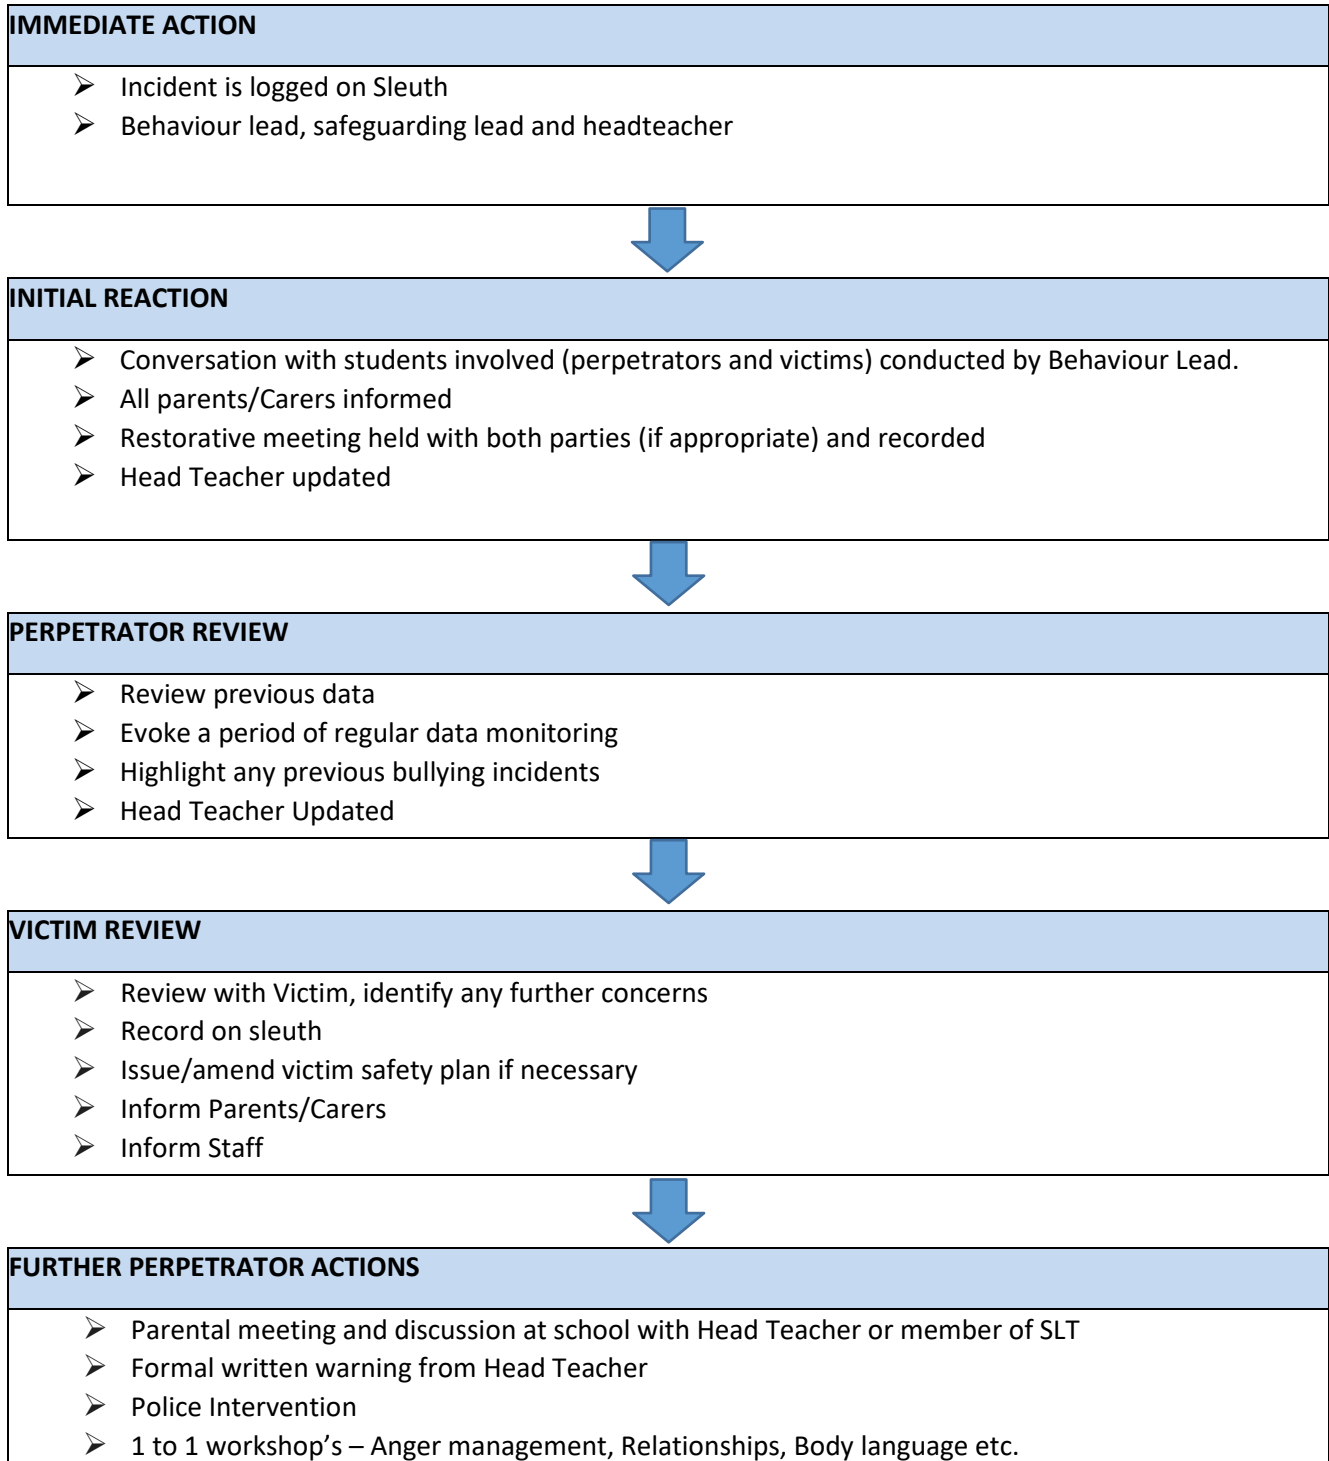 IMMEDIATE ACTION
➢ Incident is logged on Sleuth
➢ Behaviour lead, safeguarding lead and headteacher
INITIAL REACTION
➢ Conversation with students involved (perpetrators and victims) conducted by Behaviour Lead.
➢ All parents/Carers informed
➢ Restorative meeting held with both parties (if appropriate) and recorded
➢ Head Teacher updated
PERPETRATOR REVIEW
➢ Review previous data
➢ Evoke a period of regular data monitoring
➢ Highlight any previous bullying incidents
➢ Head Teacher Updated
VICTIM REVIEW
➢ Review with Victim, identify any further concerns
➢ Record on sleuth
➢ Issue/amend victim safety plan if necessary
➢ Inform Parents/Carers
➢ Inform Staff
FURTHER PERPETRATOR ACTIONS
➢ Parental meeting and discussion at school with Head Teacher or member of SLT
➢ Formal written warning from Head Teacher
➢ Police Intervention
➢ 1 to 1 workshop’s – Anger management, Relationships, Body language etc.